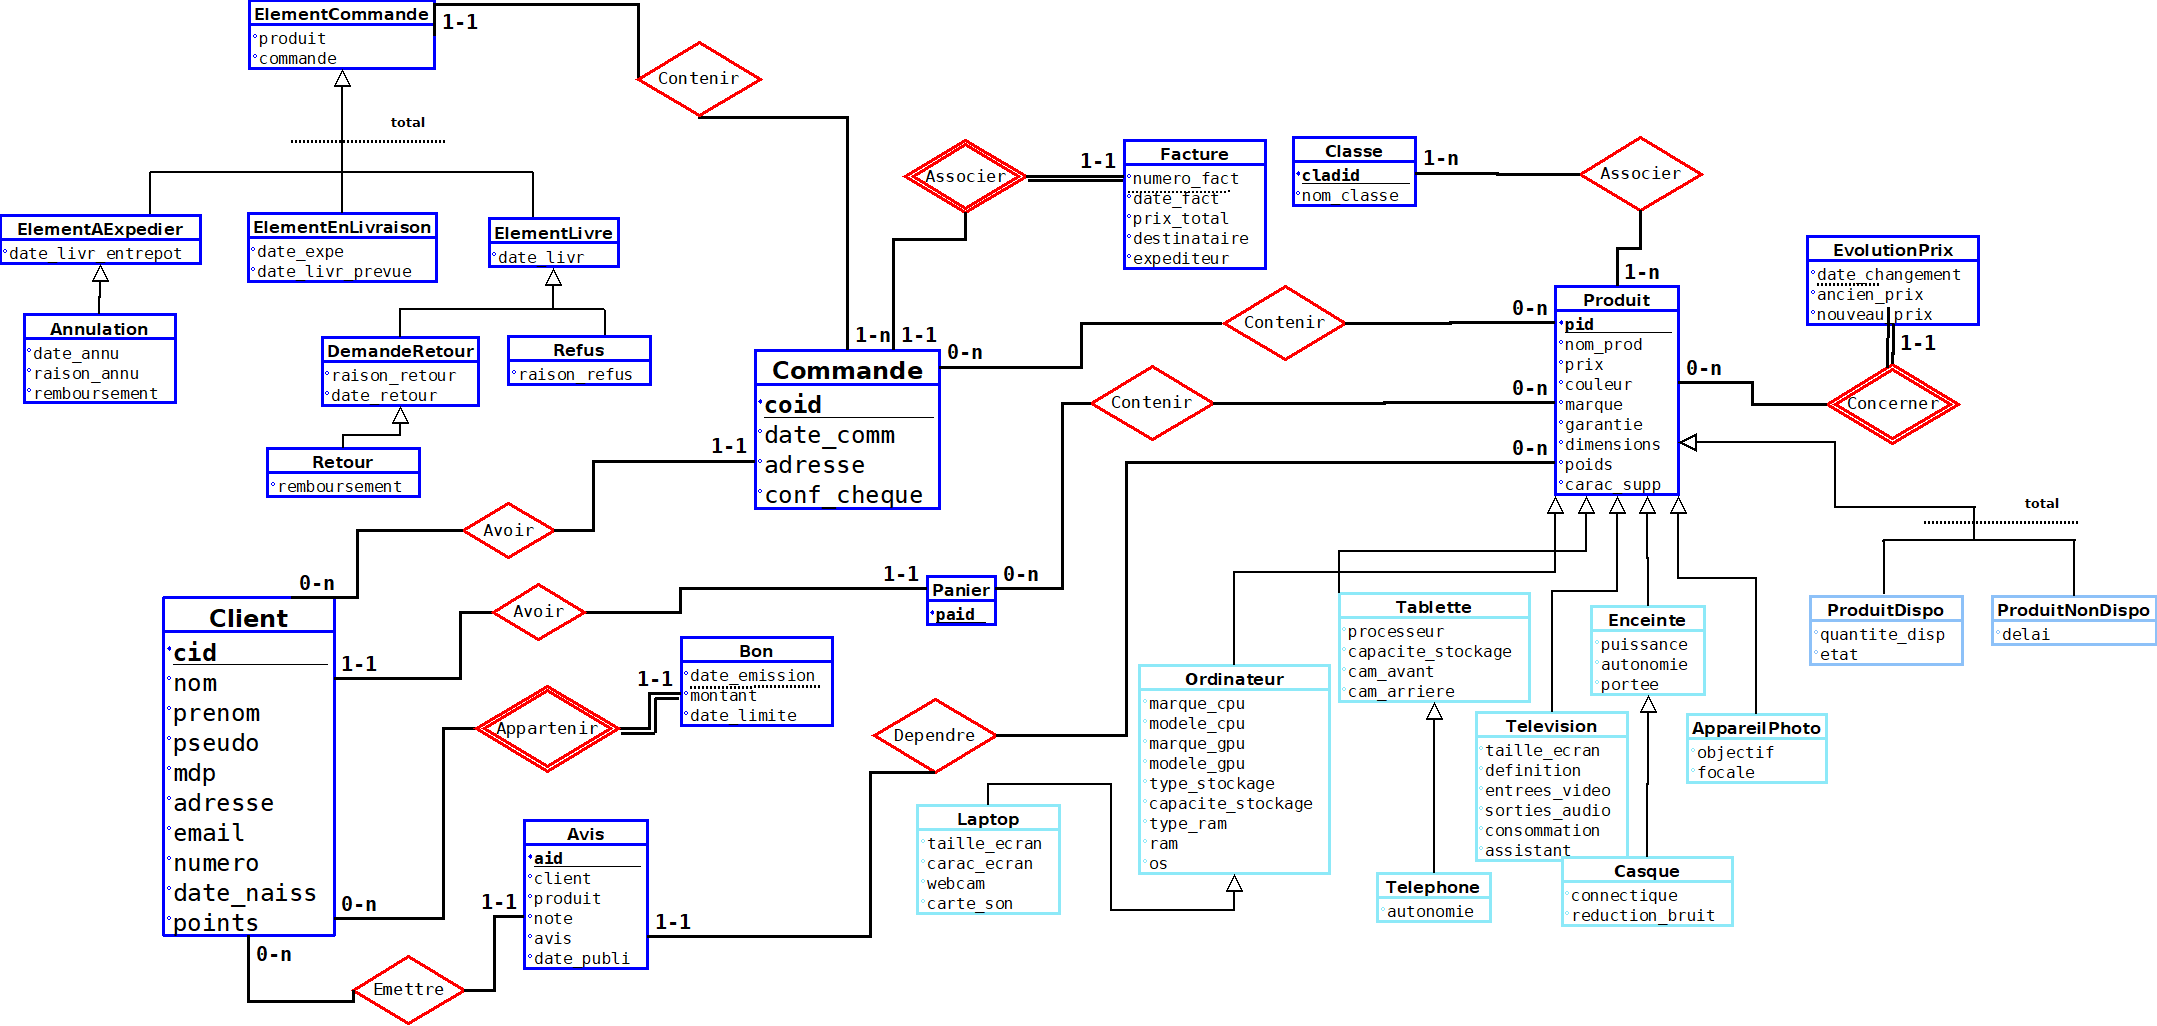 ElementCommande
produit
commande
1-1
Contenir
total
ElementAExpedier
date_livr_entrepot
ElementEnLivraison
date_expe
date_livr_prevue
ElementLivre
date_livr
Annulation
date_annu
raison_annu
remboursement
DemandeRetour
raison_retour
date_retour
Refus
raison_refus
Retour
remboursement
Associer
1-1
Facture
numero_fact
date_fact
prix_total
destinataire
expediteur
Classe
cladid
nom_classe
1-n
Associer
1-n
EvolutionPrix
date_changement
ancien_prix
nouveau_prix
1-1
Concerner
0-n
Contenir
0-n
Contenir
0-n
0-n
Produit
pid
nom_prod
prix
couleur
marque
garantie
dimensions
poids
carac_supp
1-n
1-1
0-n
Commande
coid
date_comm
adresse
conf_cheque
1-1
Avoir
0-n
Avoir
1-1
Panier
paid
0-n
Client
cid
nom
prenom
pseudo
mdp
adresse
email
numero
date_naiss
points
1-1
0-n
0-n
Appartenir
1-1
Bon
date_emission
montant
date_limite
Dependre
Avis
aid
client
produit
note
avis
date_publi
1-1
1-1
Emettre
total
ProduitDispo
quantite_disp
etat
ProduitNonDispo
delai
Tablette
processeur
capacite_stockage
cam_avant
cam_arriere
Enceinte
puissance
autonomie
portee
Ordinateur
marque_cpu
modele_cpu
marque_gpu
modele_gpu
type_stockage
capacite_stockage
type_ram
ram
os
Television
taille_ecran
definition
entrees_video
sorties_audio
consommation
assistant
AppareilPhoto
objectif
focale
Laptop
taille_ecran
carac_ecran
webcam
carte_son
Telephone
autonomie
Casque
connectique
reduction_bruit